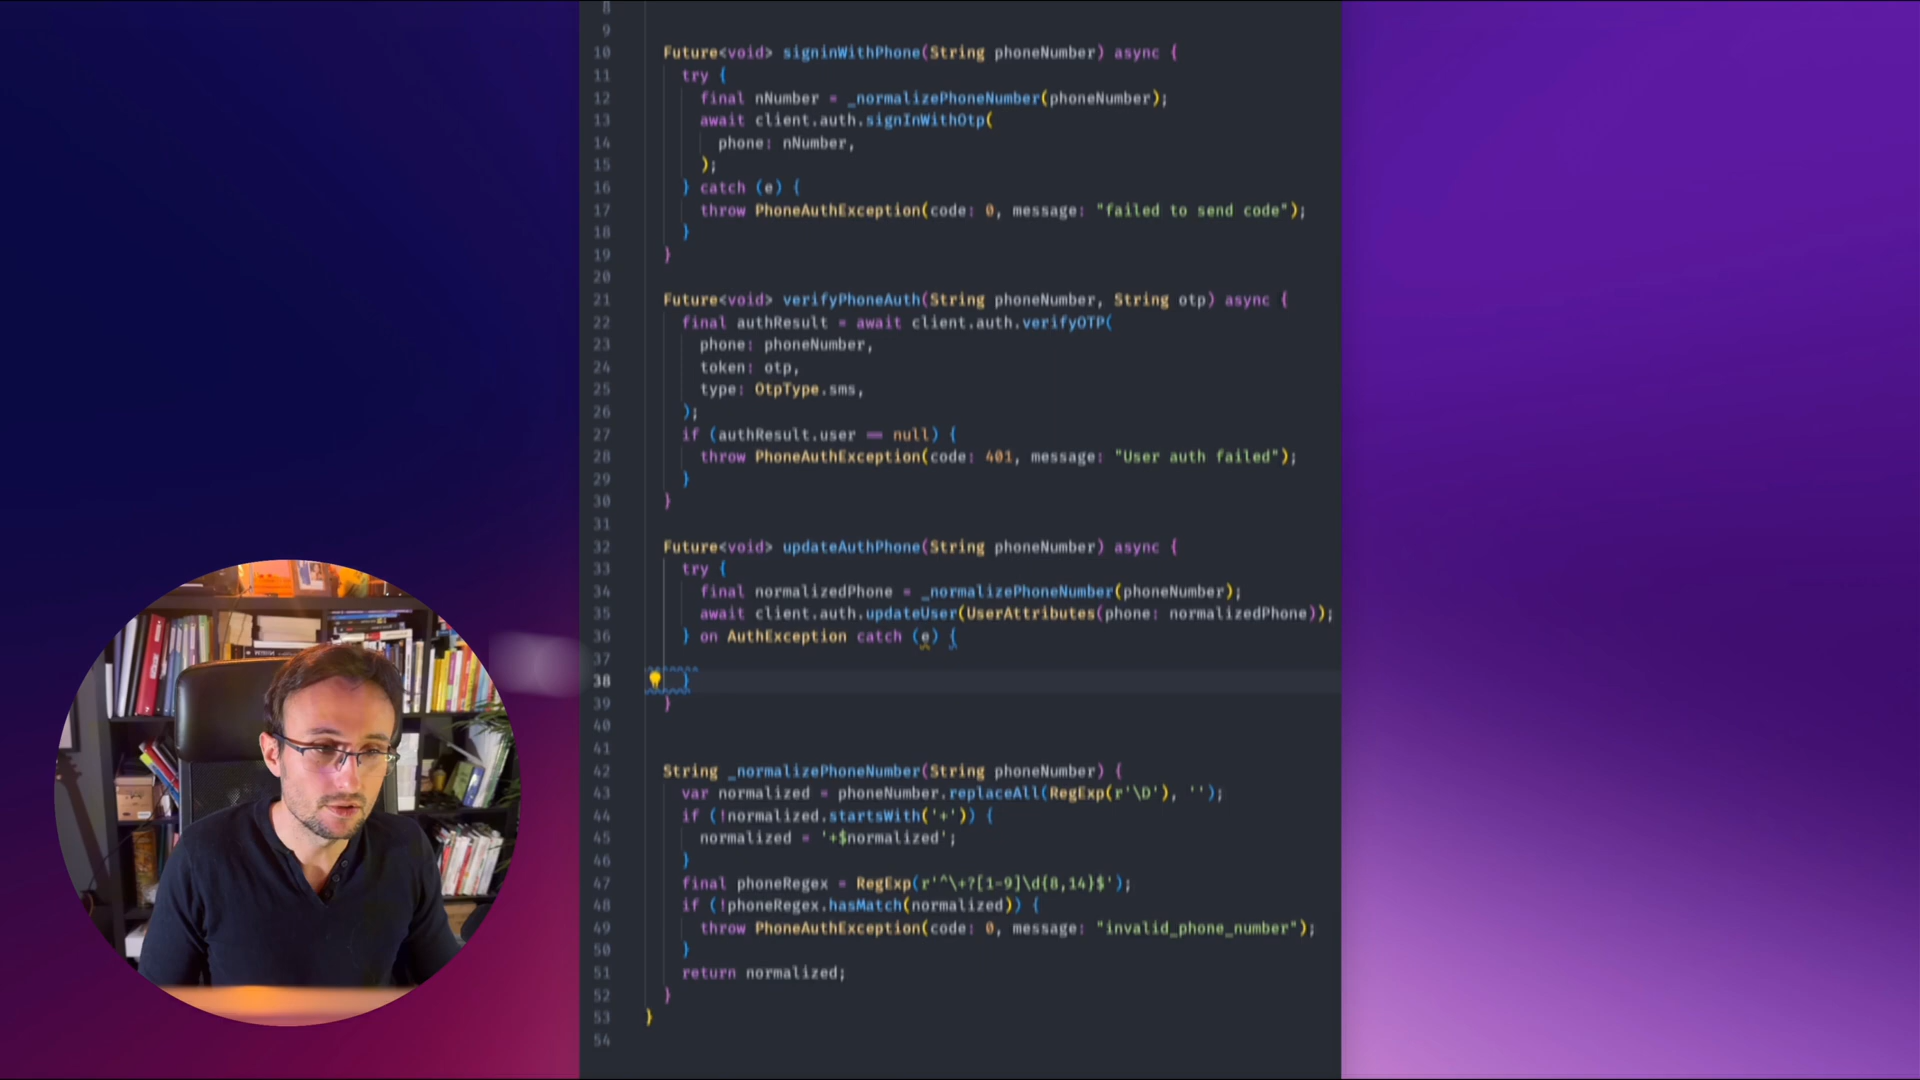 8
9
10 Future<void> signinWithPhone(String phoneNumber) async {
11 try {
12 final nNumber = _normalizePhoneNumber(phoneNumber);
13 await client.auth.signInWithOtp(
14 phone: nNumber,
15 );
16 } catch (e) {
17 throw PhoneAuthException(code: 0, message: "failed to send code");
18 }
19 }
20
21 Future<void> verifyPhoneAuth(String phoneNumber, String otp) async {
22 final authResult = await client.auth.verifyOTP(
23 phone: phoneNumber,
24 token: otp,
25 type: OtpType.sms,
26 );
27 if (authResult.user == null) {
28 throw PhoneAuthException(code: 401, message: "User auth failed");
29 }
30 }
31
32 Future<void> updateAuthPhone(String phoneNumber) async {
33 try {
34 final normalizedPhone = _normalizePhoneNumber(phoneNumber);
35 await client.auth.updateUser(UserAttributes(phone: normalizedPhone));
36 } on AuthException catch (e) {
37
38 }
39 }
40
41
42 String _normalizePhoneNumber(String phoneNumber) {
43 var normalized = phoneNumber.replaceAll(RegExp(r'\D'), '');
44 if (!normalized.startsWith('+')) {
45 normalized = '+$normalized';
46 }
47 final phoneRegex = RegExp(r'^\+?[1-9]\d{8,14}$');
48 if (!phoneRegex.hasMatch(normalized)) {
49 throw PhoneAuthException(code: 0, message: "invalid_phone_number");
50 }
51 return normalized;
52 }
53 }
54